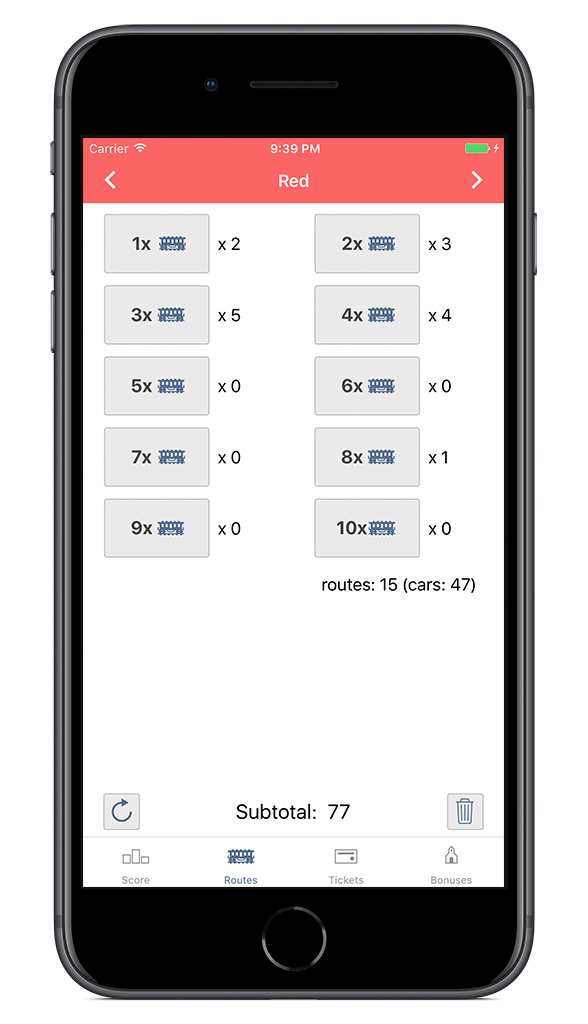 Carrier 9:39 PM
Red
1x x 2 2x x 3
3x x 5 4x x 4
5x x 0 6x x 0
7x x 0 8x x 1
9x x 0 10x x 0
routes: 15 (cars: 47)
Subtotal: 77
Score Routes Tickets Bonuses